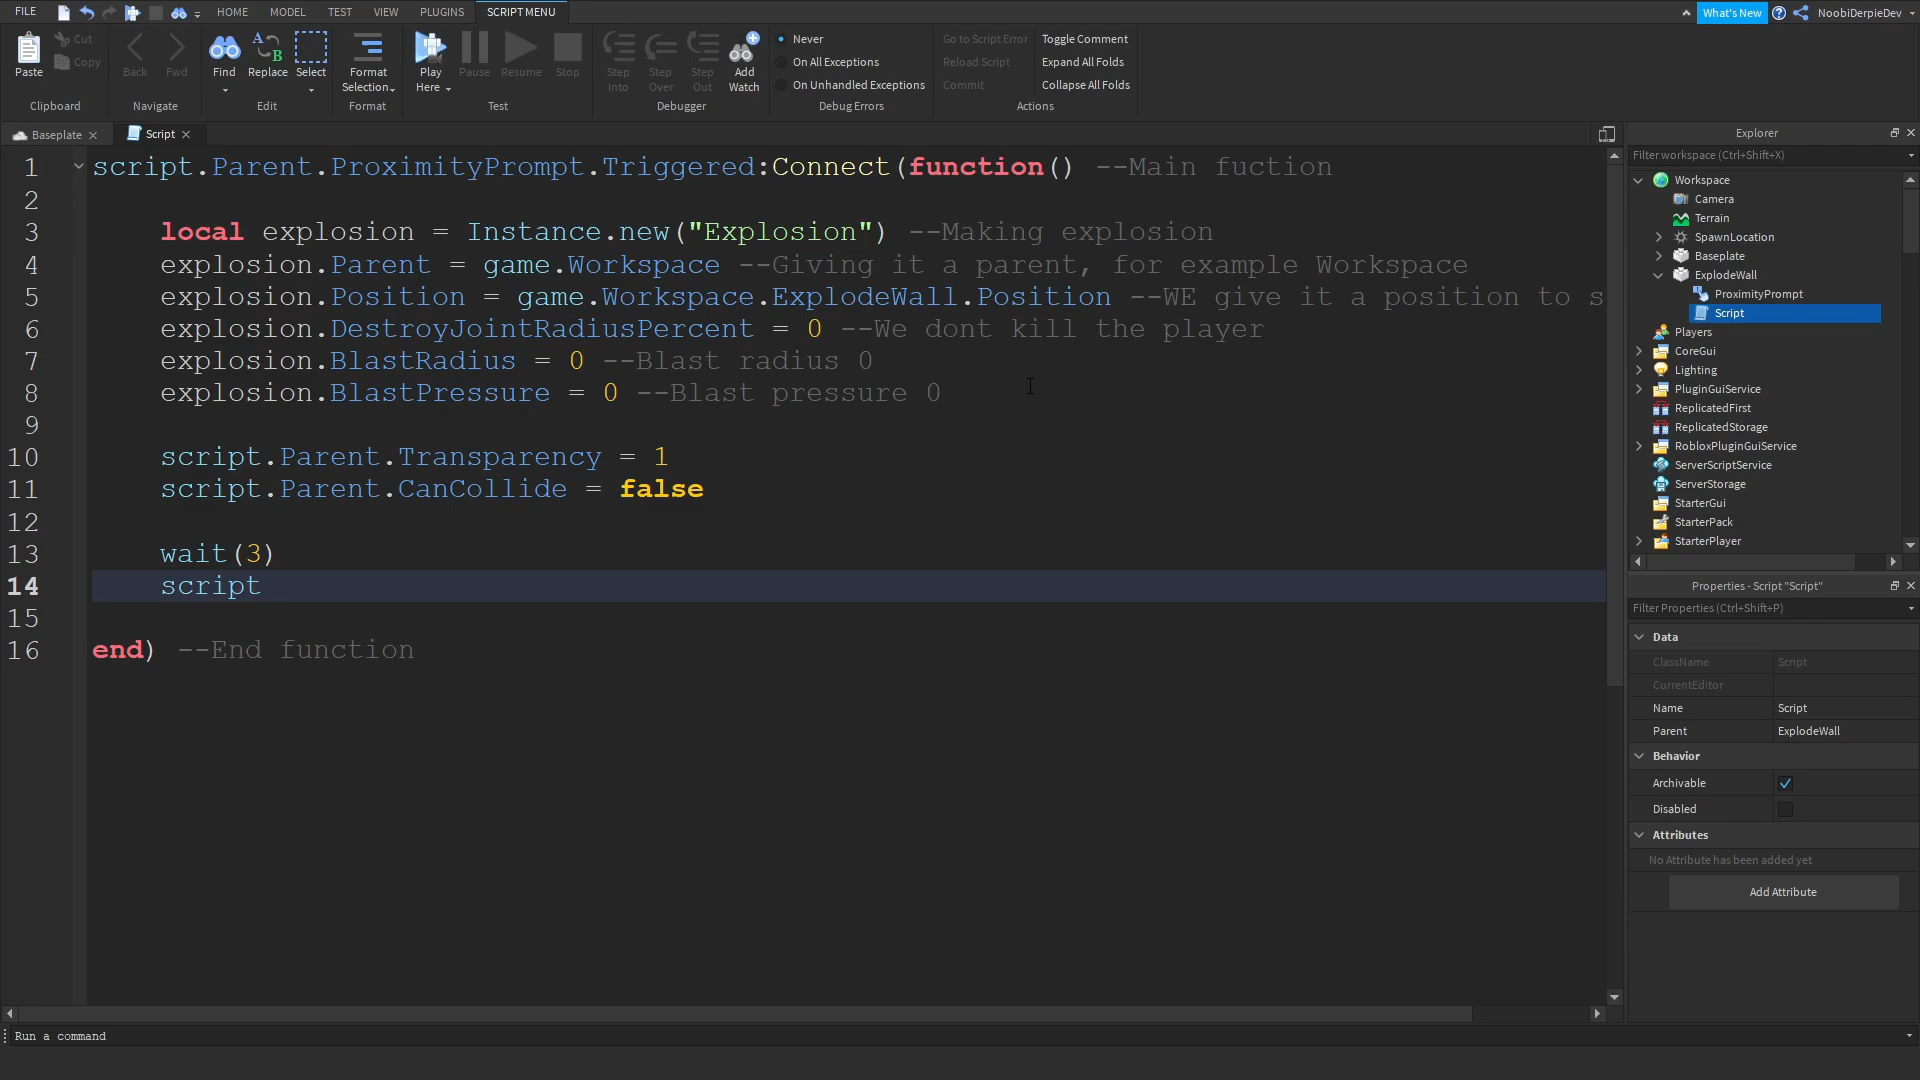 FILE HOME MODEL TEST VIEW PLUGINS SCRIPT MENU What's New NoobiDerpieDev
Paste
Cut
Copy
Clipboard
Back Fwd
Navigate
Find Replace Select
Edit
Format
Selection
Format
Play
Here
Pause Resume Stop
Test
Step
Into
Step
Over
Step
Out
Add
Watch
Debugger
Never
On All Exceptions
On Unhandled Exceptions
Debug Errors
Go to Script Error
Reload Script
Commit
Toggle Comment
Expand All Folds
Collapse All Folds
Actions
Baseplate
Script
1 script.Parent.ProximityPrompt.Triggered:Connect(function() --Main fuction
2
3 local explosion = Instance.new("Explosion") --Making explosion
4 explosion.Parent = game.Workspace --Giving it a parent, for example Workspace
5 explosion.Position = game.Workspace.ExplodeWall.Position --WE give it a position to s
6 explosion.DestroyJointRadiusPercent = 0 --We dont kill the player
7 explosion.BlastRadius = 0 --Blast radius 0
8 explosion.BlastPressure = 0 --Blast pressure 0
9
10 script.Parent.Transparency = 1
11 script.Parent.CanCollide = false
12
13 wait(3)
14 script
15
16 end) --End function
Run a command
Explorer
Filter workspace (Ctrl+Shift+X)
Workspace
Camera
Terrain
SpawnLocation
Baseplate
ExplodeWall
ProximityPrompt
Script
Players
CoreGui
Lighting
PluginGuiService
ReplicatedFirst
ReplicatedStorage
RobloxPluginGuiService
ServerScriptService
ServerStorage
StarterGui
StarterPack
StarterPlayer
Properties - Script "Script"
Filter Properties (Ctrl+Shift+P)
Data
ClassName Script
CurrentEditor
Name Script
Parent ExplodeWall
Behavior
Archivable
Disabled
Attributes
No Attribute has been added yet
Add Attribute